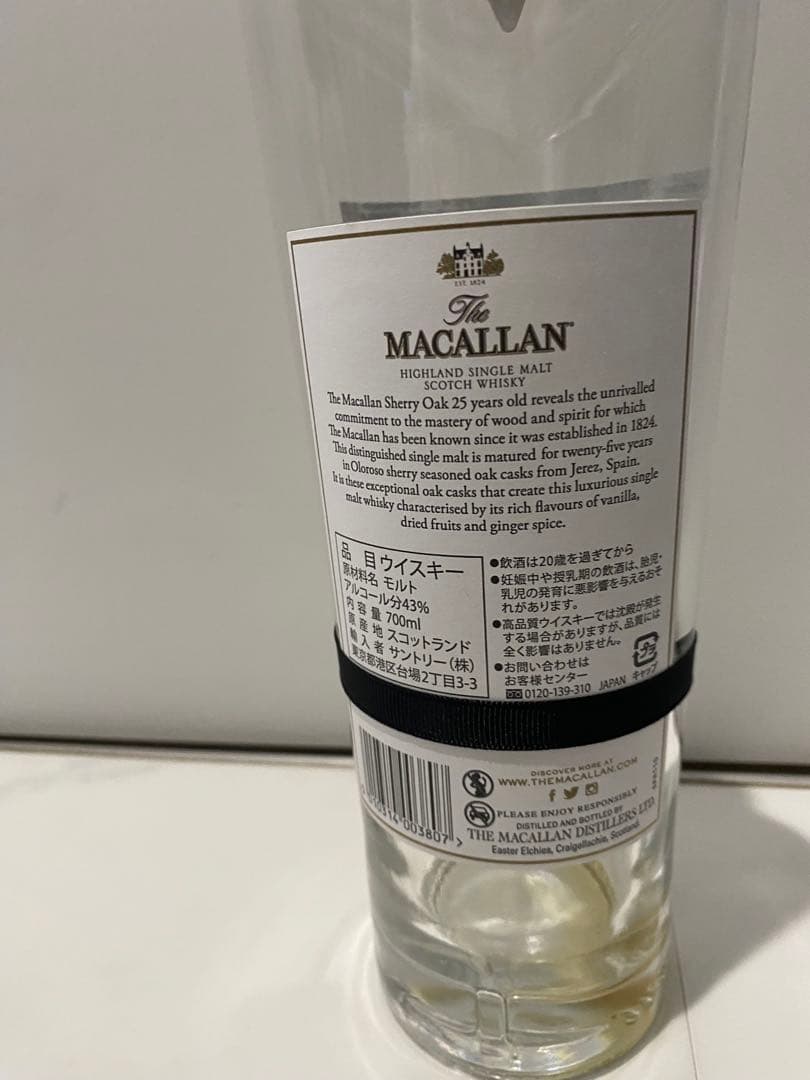 EST. 1824
The
MACALLAN
HIGHLAND SINGLE MALT
SCOTCH WHISKY
The Macallan Sherry Oak 25 years old reveals the unrivalled
commitment to the mastery of wood and spirit for which
The Macallan has been known since it was established in 1824.
This distinguished single malt is matured for twenty-five years
in Oloroso sherry seasoned oak casks from Jerez, Spain.
It is these exceptional oak casks that create this luxurious single
malt whisky characterised by its rich flavours of vanilla,
dried fruits and ginger spice.
品 目 ウイスキー
原材料名 モルト
アルコール分43%
内 容 量 700ml
原 産 地 スコットランド
輸 入 者 サントリー(株)
東京都港区台場2丁目3-3
●飲酒は20歳を過ぎてから
●妊娠中や授乳期の飲酒は、胎児・
乳児の発育に悪影響を与えるおそ
れがあります。
●高品質ウイスキーでは沈殿が発生
する場合がありますが、品質には
全く影響はありません。
プラ
●お問い合わせは
お客様センター
0120-139-310 JAPAN キャップ
DISCOVER MORE AT
WWW.THEMACALLAN.COM
PLEASE ENJOY RESPONSIBLY
DISTILLED AND BOTTLED BY
THE MACALLAN DISTILLERS LTD.
Easter Elchies, Craigellachie, Scotland.